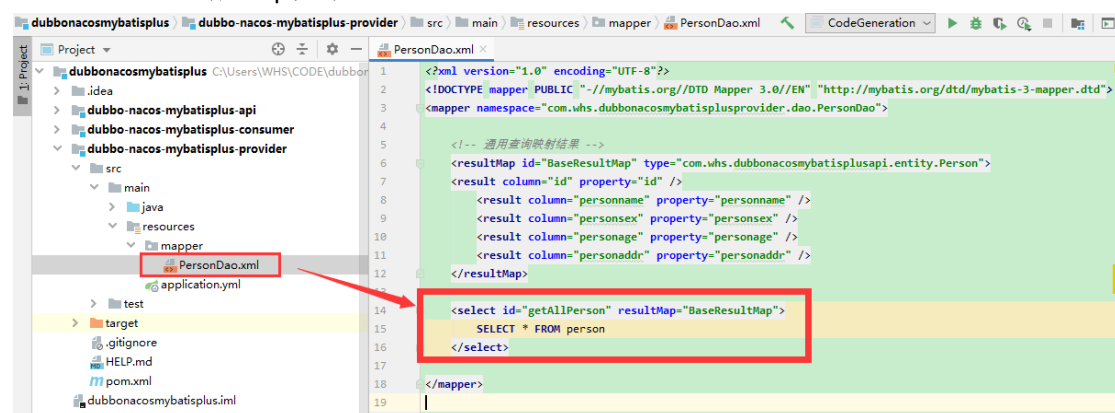 dubbonacosmybatisplus dubbo-nacos-mybatisplus-provider src main resources mapper PersonDao.xml CodeGeneration
1: Project
Project
dubbonacosmybatisplus C:\Users\WHS\CODE\dubbor
.idea
dubbo-nacos-mybatisplus-api
dubbo-nacos-mybatisplus-consumer
dubbo-nacos-mybatisplus-provider
src
main
java
resources
mapper
PersonDao.xml
application.yml
test
target
.gitignore
HELP.md
pom.xml
dubbonacosmybatisplus.iml
PersonDao.xml
1 <?xml version="1.0" encoding="UTF-8"?>
2 <!DOCTYPE mapper PUBLIC "-//mybatis.org//DTD Mapper 3.0//EN" "http://mybatis.org/dtd/mybatis-3-mapper.dtd">
3 <mapper namespace="com.whs.dubbonacosmybatisplusprovider.dao.PersonDao">
4
5 <!-- 通用查询映射结果 -->
6 <resultMap id="BaseResultMap" type="com.whs.dubbonacosmybatisplusapi.entity.Person">
7 <result column="id" property="id" />
8 <result column="personname" property="personname" />
9 <result column="personsex" property="personsex" />
10 <result column="personage" property="personage" />
11 <result column="personaddr" property="personaddr" />
12 </resultMap>
14 <select id="getAllPerson" resultMap="BaseResultMap">
15 SELECT * FROM person
16 </select>
17
18 </mapper>
19